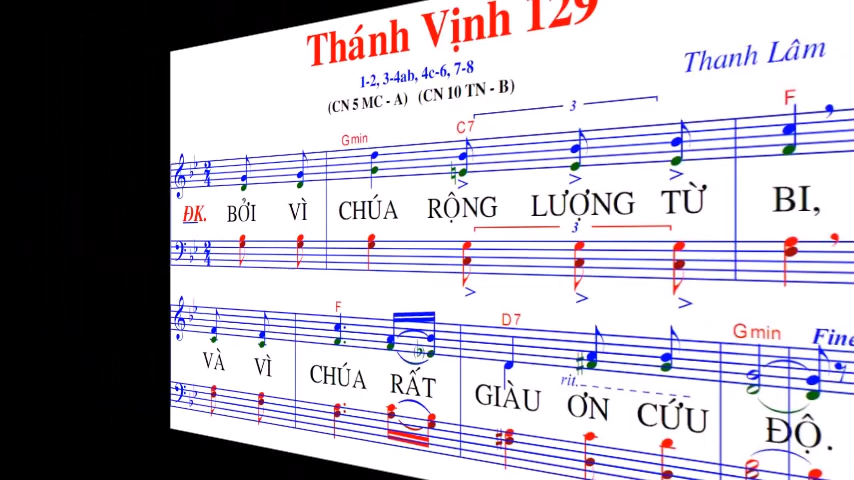 Thánh Vịnh 129
1-2, 3-4ab, 4c-6, 7-8
(CN 5 MC - A) (CN 10 TN - B)
Thanh Lâm
Gmin C7 3 F
ĐK. BỞI VÌ CHÚA RỘNG LƯỢNG TỪ BI,
3
F D7 Gmin Fine
VÀ VÌ CHÚA RẤT GIÀU ƠN CỨU ĐỘ.
rit.